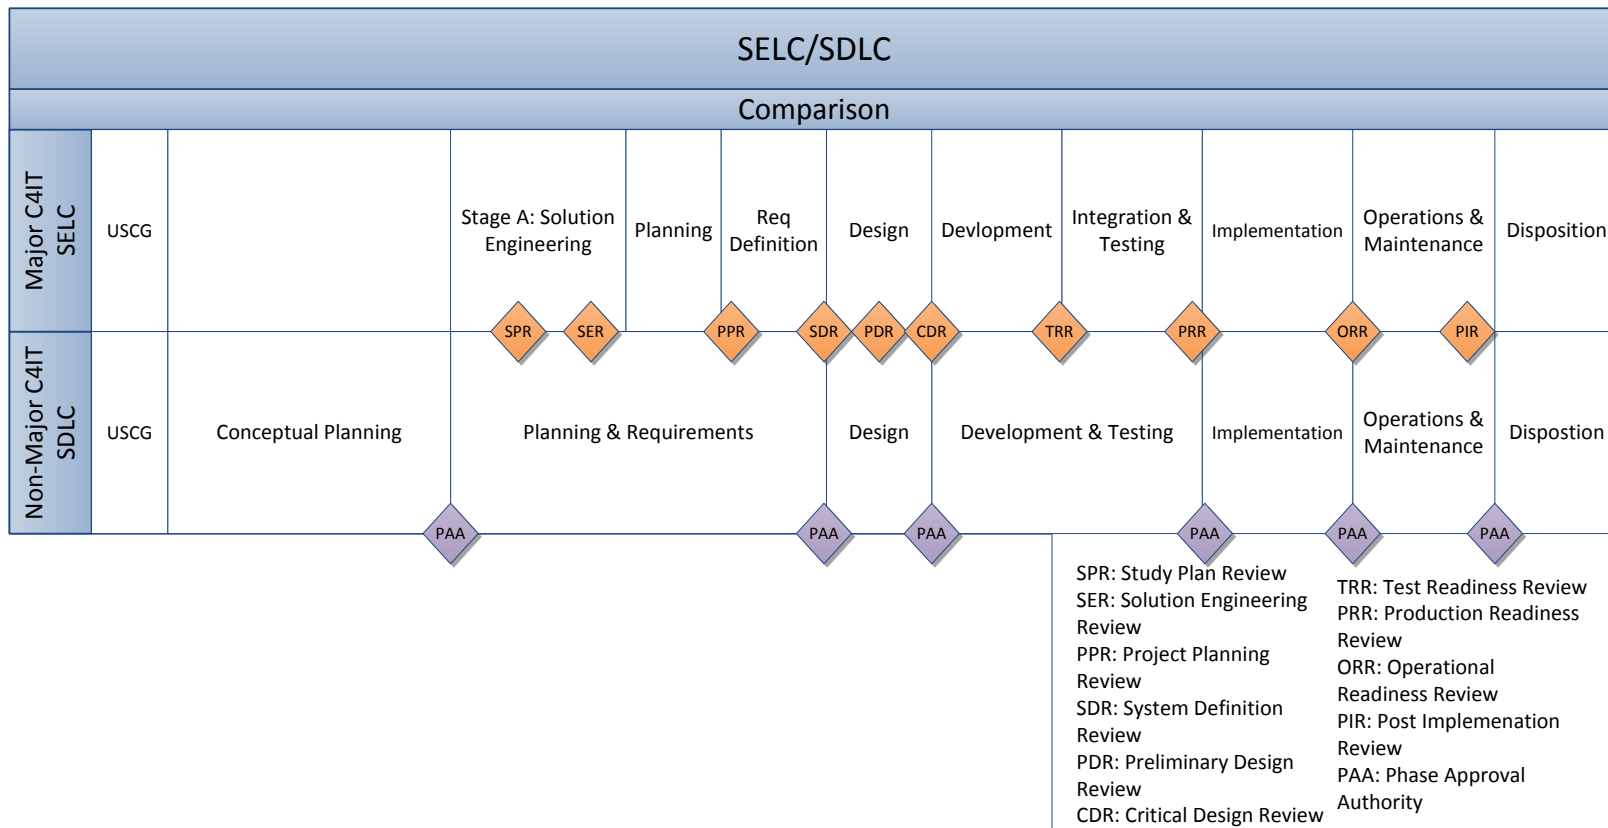 SELC/SDLC
Comparison
Major C4IT
SELC
USCG
Stage A: Solution
Engineering
Planning
Req
Definition
Design
Devlopment
Integration &
Testing
Implementation
Operations &
Maintenance
Disposition
SPR
SER
PPR
SDR
PDR
CDR
TRR
PRR
ORR
PIR
Non-Major C4IT
SDLC
USCG
Conceptual Planning
Planning & Requirements
Design
Development & Testing
Implementation
Operations &
Maintenance
Dispostion
PAA
PAA
PAA
PAA
PAA
PAA
SPR: Study Plan Review
SER: Solution Engineering
Review
PPR: Project Planning
Review
SDR: System Definition
Review
PDR: Preliminary Design
Review
CDR: Critical Design Review
TRR: Test Readiness Review
PRR: Production Readiness
Review
ORR: Operational
Readiness Review
PIR: Post Implemenation
Review
PAA: Phase Approval
Authority